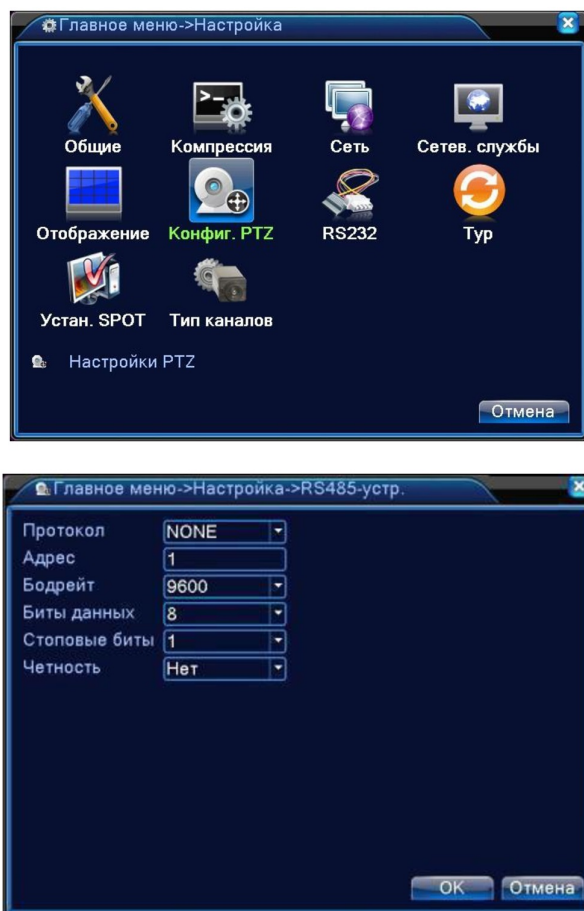 Главное меню->Настройка
Общие
Компрессия
Сеть
Сетев. службы
Отображение
Конфиг. PTZ
RS232
Тур
Устан. SPOT
Тип каналов
Настройки PTZ
Отмена
Главное меню->Настройка->RS485-устр.
Протокол NONE
Адрес 1
Бодрейт 9600
Биты данных 8
Стоповые биты 1
Четность Нет
OK Отмена